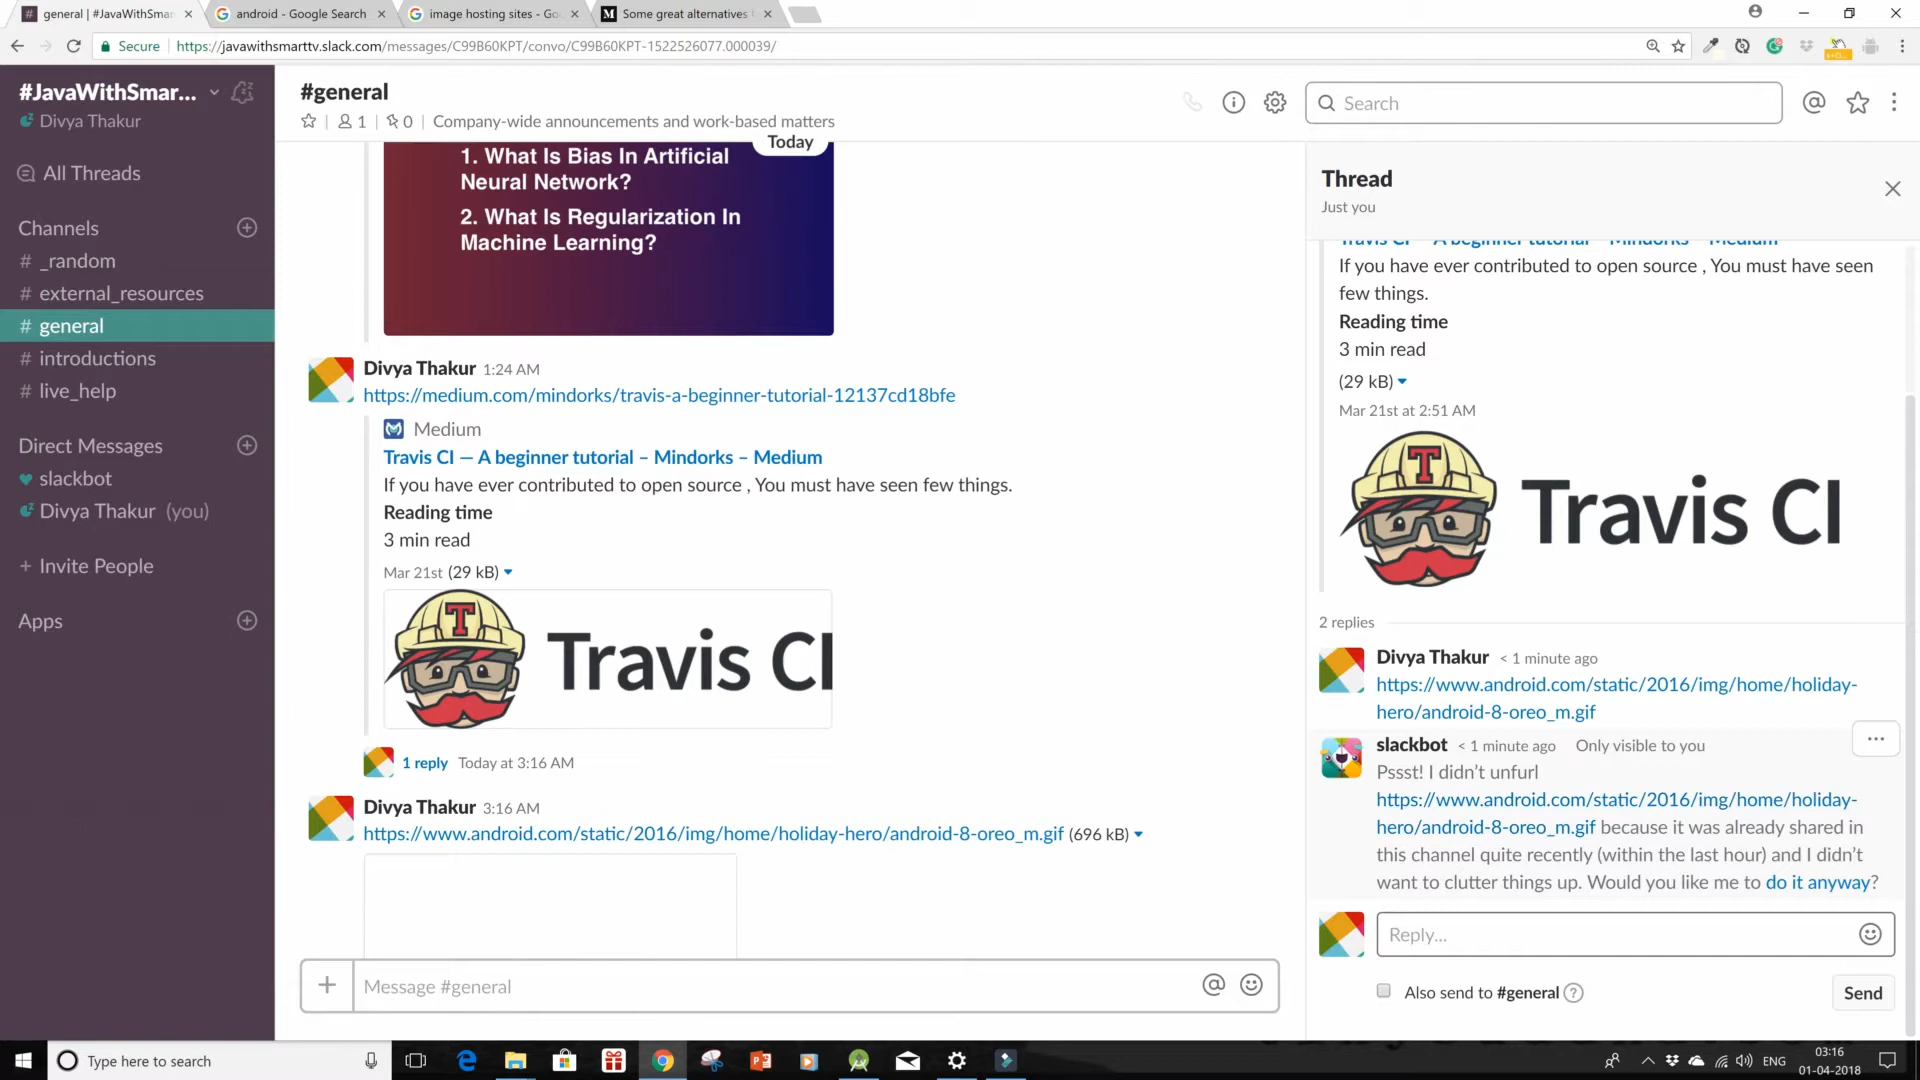 general | #JavaWithSmar
android - Google Search
image hosting sites - Go
Some great alternatives
Secure
https://javawithsmarttv.slack.com/messages/C99B60KPT/convo/C99B60KPT-1522526077.000039/
#JavaWithSmar...
Divya Thakur
All Threads
Channels
# _random
# external_resources
# general
# introductions
# live_help
Direct Messages
slackbot
Divya Thakur (you)
+ Invite People
Apps
#general
1 | 0 | Company-wide announcements and work-based matters
Search
Today
1. What Is Bias In Artificial
Neural Network?
2. What Is Regularization In
Machine Learning?
Divya Thakur 1:24 AM
https://medium.com/mindorks/travis-a-beginner-tutorial-12137cd18bfe
Medium
Travis CI — A beginner tutorial – Mindorks – Medium
If you have ever contributed to open source , You must have seen few things.
Reading time
3 min read
Mar 21st (29 kB)
T
Travis CI
1 reply Today at 3:16 AM
Divya Thakur 3:16 AM
https://www.android.com/static/2016/img/home/holiday-hero/android-8-oreo_m.gif (696 kB)
Message #general
Thread
Just you
Travis CI — A beginner tutorial – Mindorks – Medium
If you have ever contributed to open source , You must have seen
few things.
Reading time
3 min read
(29 kB)
Mar 21st at 2:51 AM
T
Travis CI
2 replies
Divya Thakur < 1 minute ago
https://www.android.com/static/2016/img/home/holiday-
hero/android-8-oreo_m.gif
slackbot < 1 minute ago Only visible to you
Pssst! I didn't unfurl
https://www.android.com/static/2016/img/home/holiday-
hero/android-8-oreo_m.gif because it was already shared in
this channel quite recently (within the last hour) and I didn't
want to clutter things up. Would you like me to do it anyway?
Reply...
Also send to #general
Send
Type here to search
ENG
03:16
01-04-2018